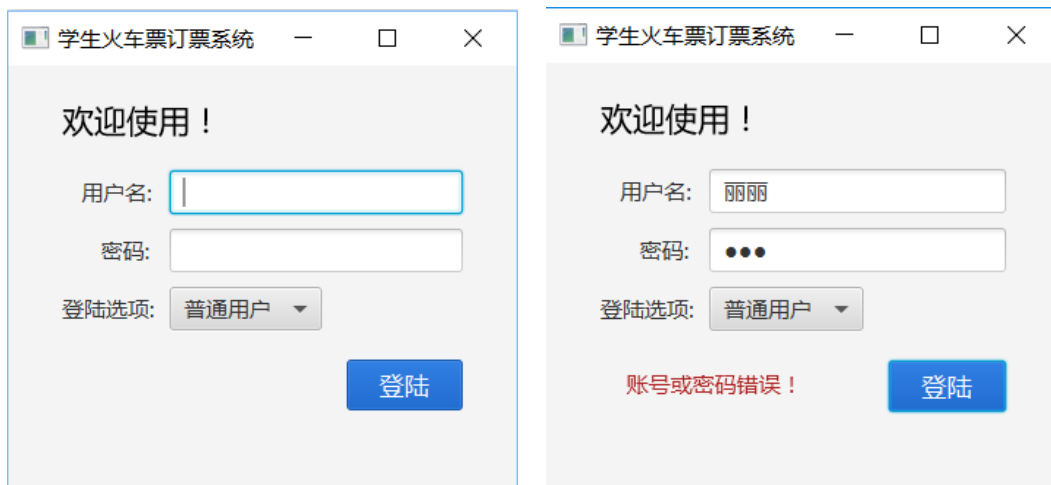 学生火车票订票系统
欢迎使用！
用户名:
密码:
登陆选项: 普通用户
登陆
学生火车票订票系统
欢迎使用！
用户名: 丽丽
密码: ●●●
登陆选项: 普通用户
账号或密码错误！ 登陆